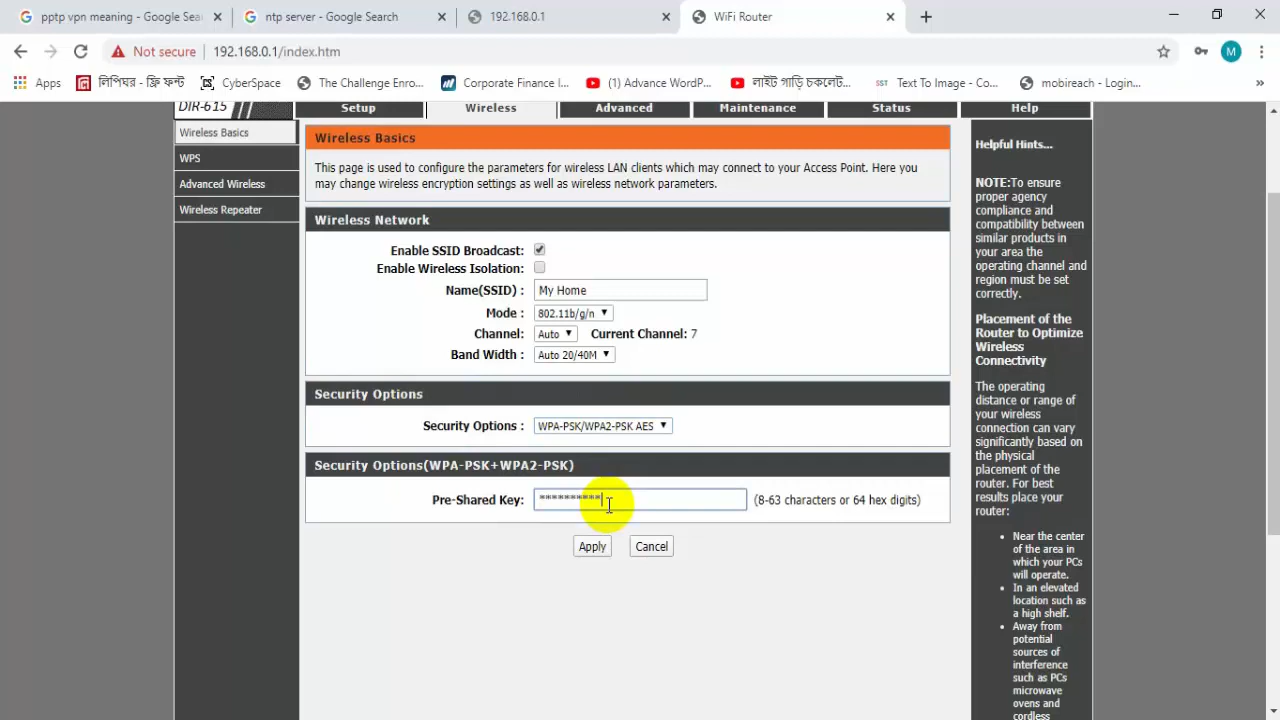 pptp vpn meaning - Google Sea
ntp server - Google Search
192.168.0.1
WiFi Router
Not secure
192.168.0.1/index.htm
M
Apps
লিপিঘর - ফ্রি ফন্ট
CyberSpace
The Challenge Enro...
Corporate Finance I...
(1) Advance WordP...
লাইট গাড়ি চকলেট...
SST Text To Image - Co...
mobireach - Login...
»
DIR-615
Setup
Wireless
Advanced
Maintenance
Status
Help
Wireless Basics
WPS
Advanced Wireless
Wireless Repeater
Wireless Basics
This page is used to configure the parameters for wireless LAN clients which may connect to your Access Point. Here you
may change wireless encryption settings as well as wireless network parameters.
Wireless Network
Enable SSID Broadcast:
Enable Wireless Isolation:
Name(SSID) : My Home
Mode : 802.11b/g/n
Channel: Auto Current Channel: 7
Band Width : Auto 20/40M
Security Options
Security Options : WPA-PSK/WPA2-PSK AES
Security Options(WPA-PSK+WPA2-PSK)
Pre-Shared Key: ********** (8-63 characters or 64 hex digits)
Apply Cancel
Helpful Hints...
NOTE:To ensure
proper agency
compliance and
compatibility between
similar products in
your area the
operating channel and
region must be set
correctly.
Placement of the
Router to Optimize
Wireless
Connectivity
The operating
distance or range of
your wireless
connection can vary
significantly based on
the physical
placement of the
router. For best
results place your
router:
• Near the center
of the area in
which your PCs
will operate.
• In an elevated
location such as
a high shelf.
• Away from
potential
sources of
interference
such as PCs
microwave
ovens and
cordless